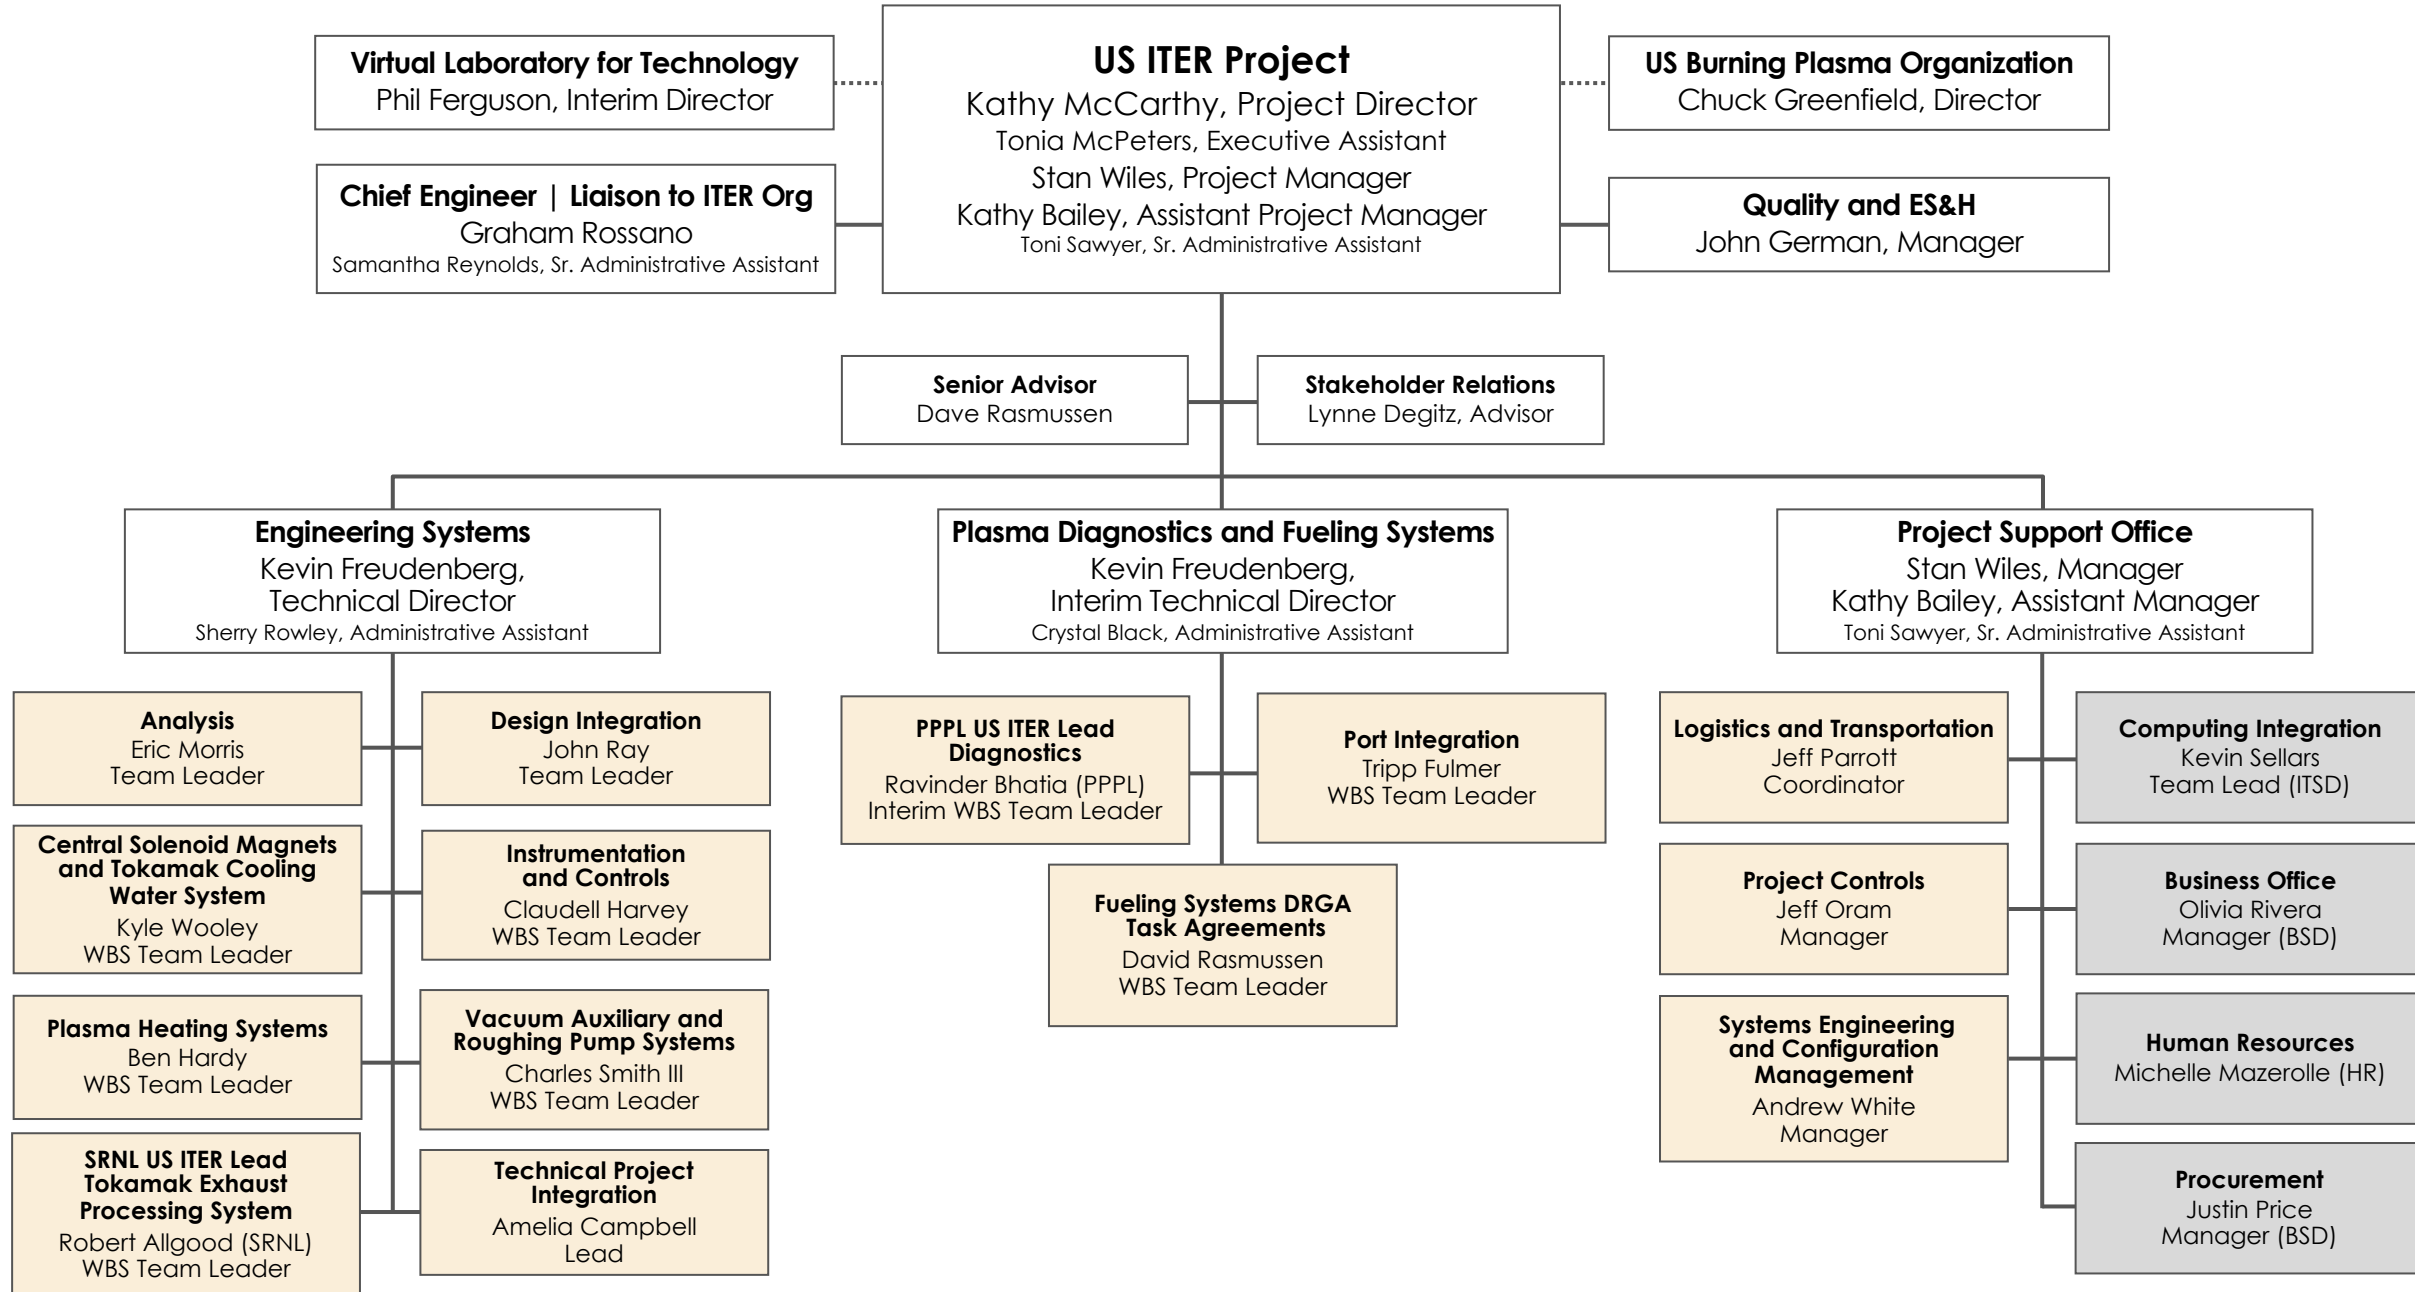 Virtual Laboratory for Technology
Phil Ferguson, Interim Director
US ITER Project
Kathy McCarthy, Project Director
Tonia McPeters, Executive Assistant
Stan Wiles, Project Manager
Kathy Bailey, Assistant Project Manager
Toni Sawyer, Sr. Administrative Assistant
US Burning Plasma Organization
Chuck Greenfield, Director
Chief Engineer | Liaison to ITER Org
Graham Rossano
Samantha Reynolds, Sr. Administrative Assistant
Quality and ES&H
John German, Manager
Senior Advisor
Dave Rasmussen
Stakeholder Relations
Lynne Degitz, Advisor
Engineering Systems
Kevin Freudenberg,
Technical Director
Sherry Rowley, Administrative Assistant
Plasma Diagnostics and Fueling Systems
Kevin Freudenberg,
Interim Technical Director
Crystal Black, Administrative Assistant
Project Support Office
Stan Wiles, Manager
Kathy Bailey, Assistant Manager
Toni Sawyer, Sr. Administrative Assistant
Analysis
Eric Morris
Team Leader
Design Integration
John Ray
Team Leader
Central Solenoid Magnets
and Tokamak Cooling
Water System
Kyle Wooley
WBS Team Leader
Instrumentation
and Controls
Claudell Harvey
WBS Team Leader
Plasma Heating Systems
Ben Hardy
WBS Team Leader
Vacuum Auxiliary and
Roughing Pump Systems
Charles Smith III
WBS Team Leader
SRNL US ITER Lead
Tokamak Exhaust
Processing System
Robert Allgood (SRNL)
WBS Team Leader
Technical Project
Integration
Amelia Campbell
Lead
PPPL US ITER Lead
Diagnostics
Ravinder Bhatia (PPPL)
Interim WBS Team Leader
Port Integration
Tripp Fulmer
WBS Team Leader
Fueling Systems DRGA
Task Agreements
David Rasmussen
WBS Team Leader
Logistics and Transportation
Jeff Parrott
Coordinator
Computing Integration
Kevin Sellars
Team Lead (ITSD)
Project Controls
Jeff Oram
Manager
Business Office
Olivia Rivera
Manager (BSD)
Systems Engineering
and Configuration
Management
Andrew White
Manager
Human Resources
Michelle Mazerolle (HR)
Procurement
Justin Price
Manager (BSD)